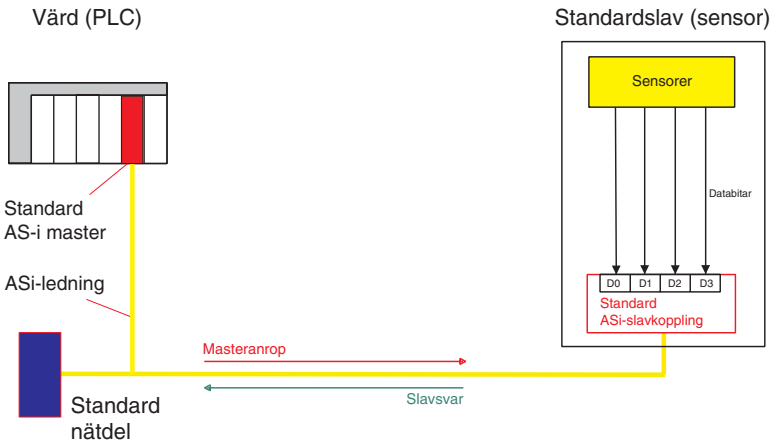 Värd (PLC)
Standardslav (sensor)
Sensorer
Databitar
Standard
AS-i master
ASi-ledning
D0 D1 D2 D3
Standard
ASi-slavkoppling
Masteranrop
Slavsvar
Standard
nätdel